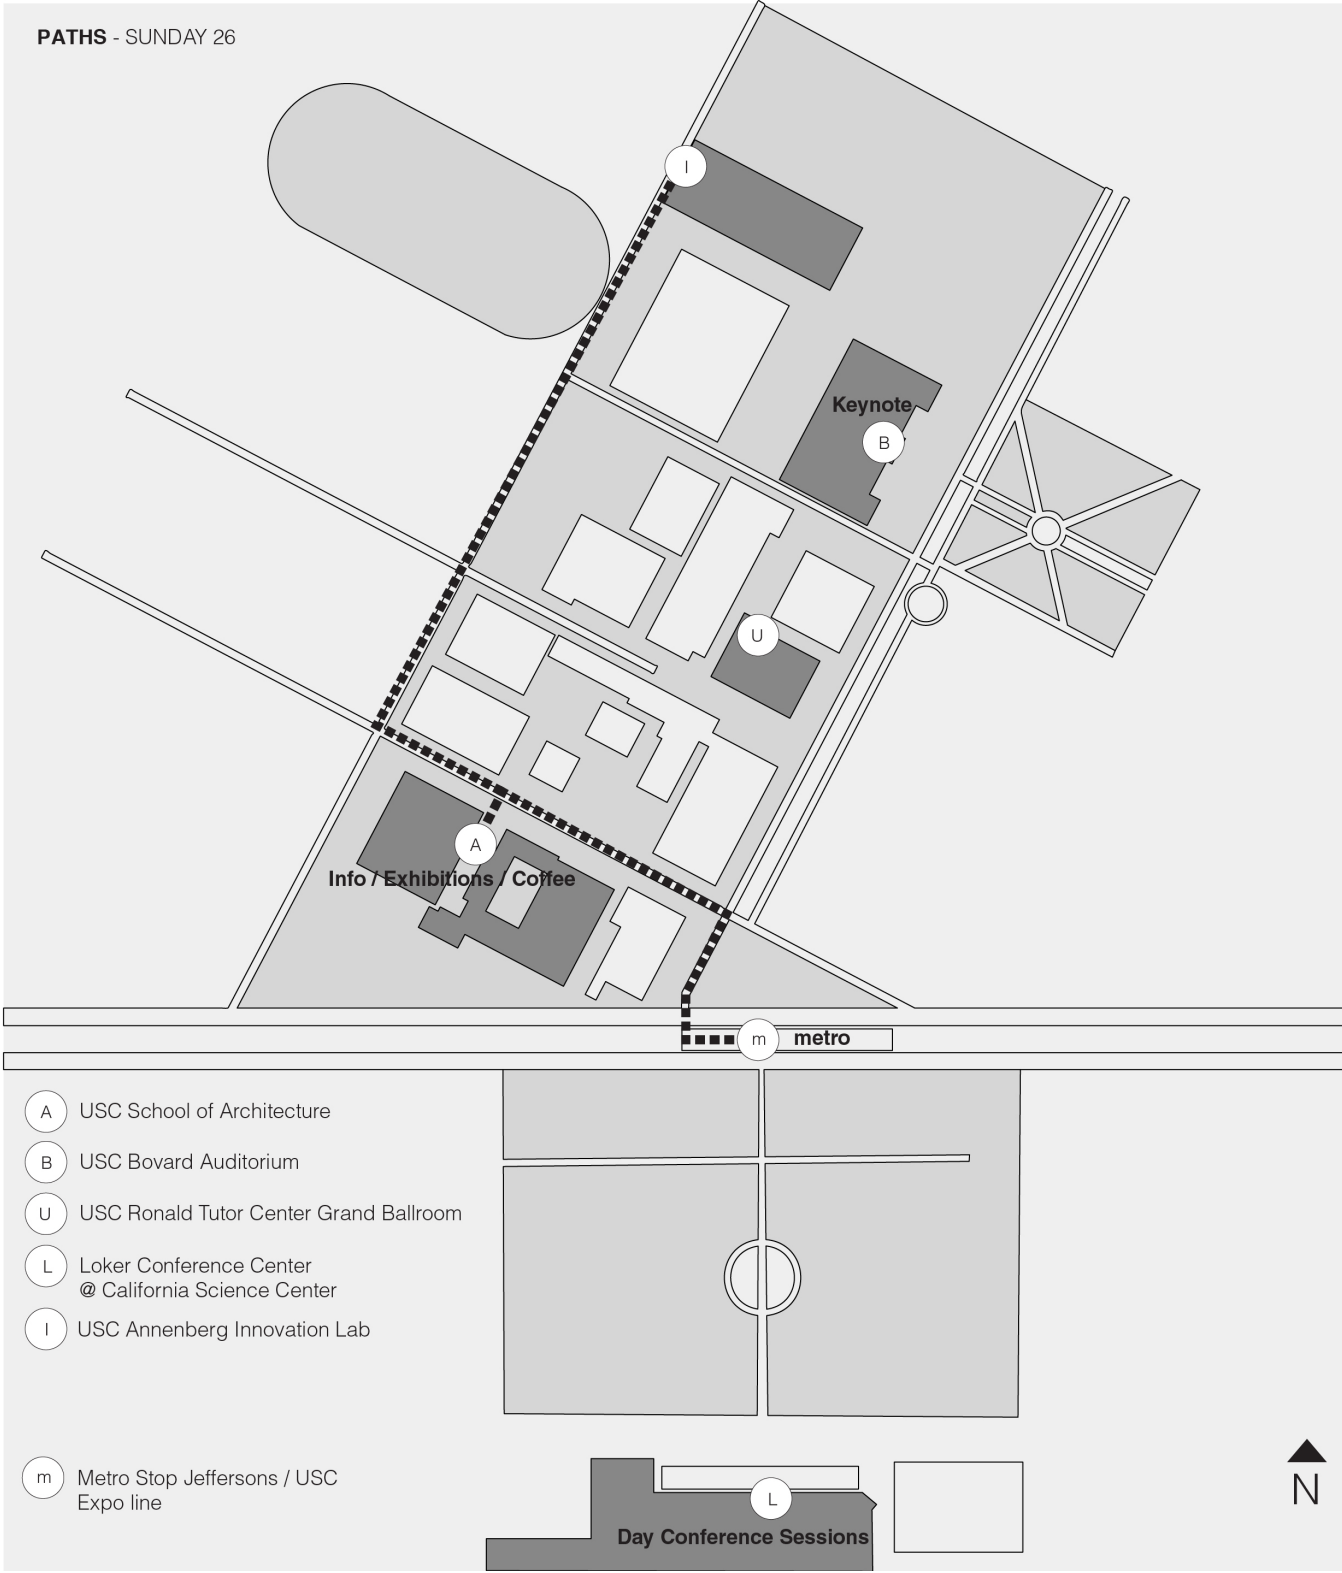 PATHS - SUNDAY 26
I
Keynote
B
U
A
Info / Exhibitions / Coffee
m metro
A USC School of Architecture
B USC Bovard Auditorium
U USC Ronald Tutor Center Grand Ballroom
L Loker Conference Center
@ California Science Center
I USC Annenberg Innovation Lab
m Metro Stop Jeffersons / USC
Expo line
L
Day Conference Sessions
N